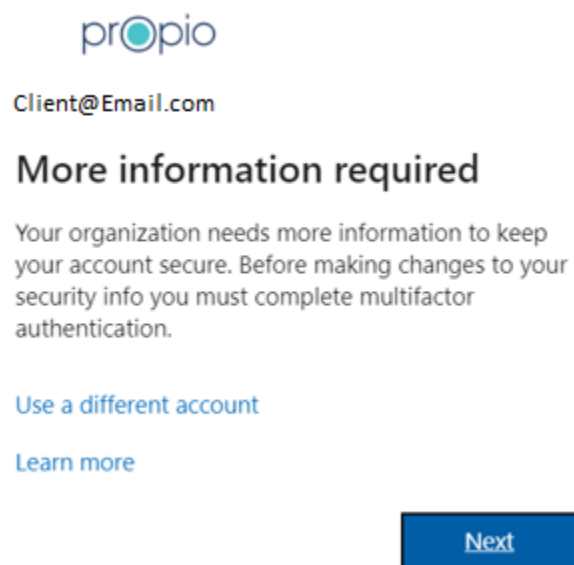 propio
Client@Email.com
More information required
Your organization needs more information to keep
your account secure. Before making changes to your
security info you must complete multifactor
authentication.
Use a different account
Learn more
Next